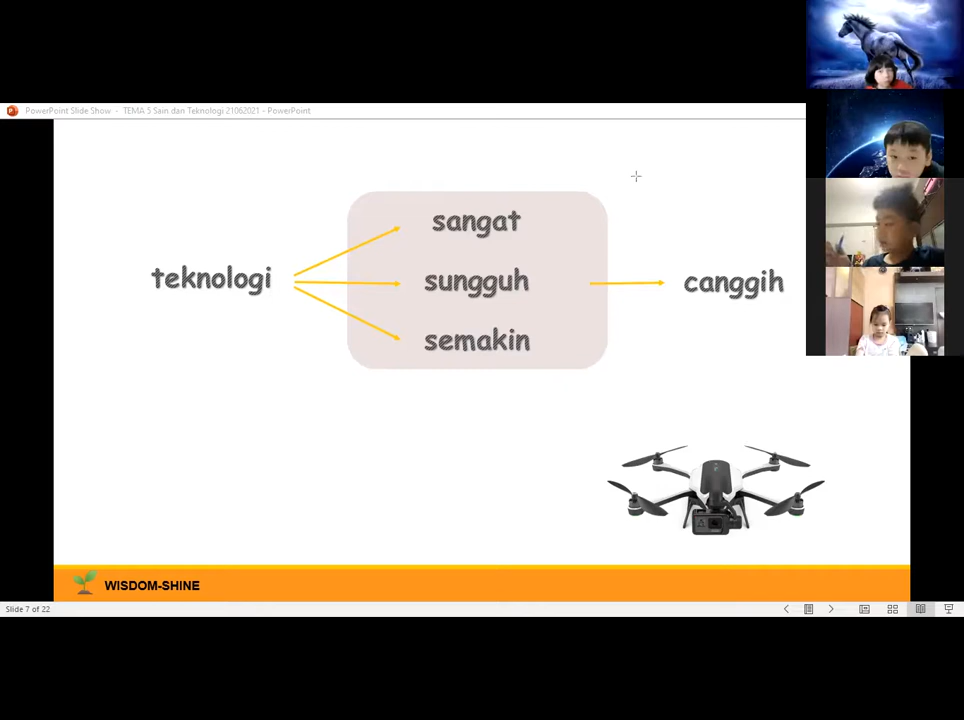 PowerPoint Slide Show - TEMA 5 Sain dan Teknologi 21062021 - PowerPoint
sangat
teknologi
sungguh
canggih
semakin
WISDOM-SHINE
Slide 7 of 22